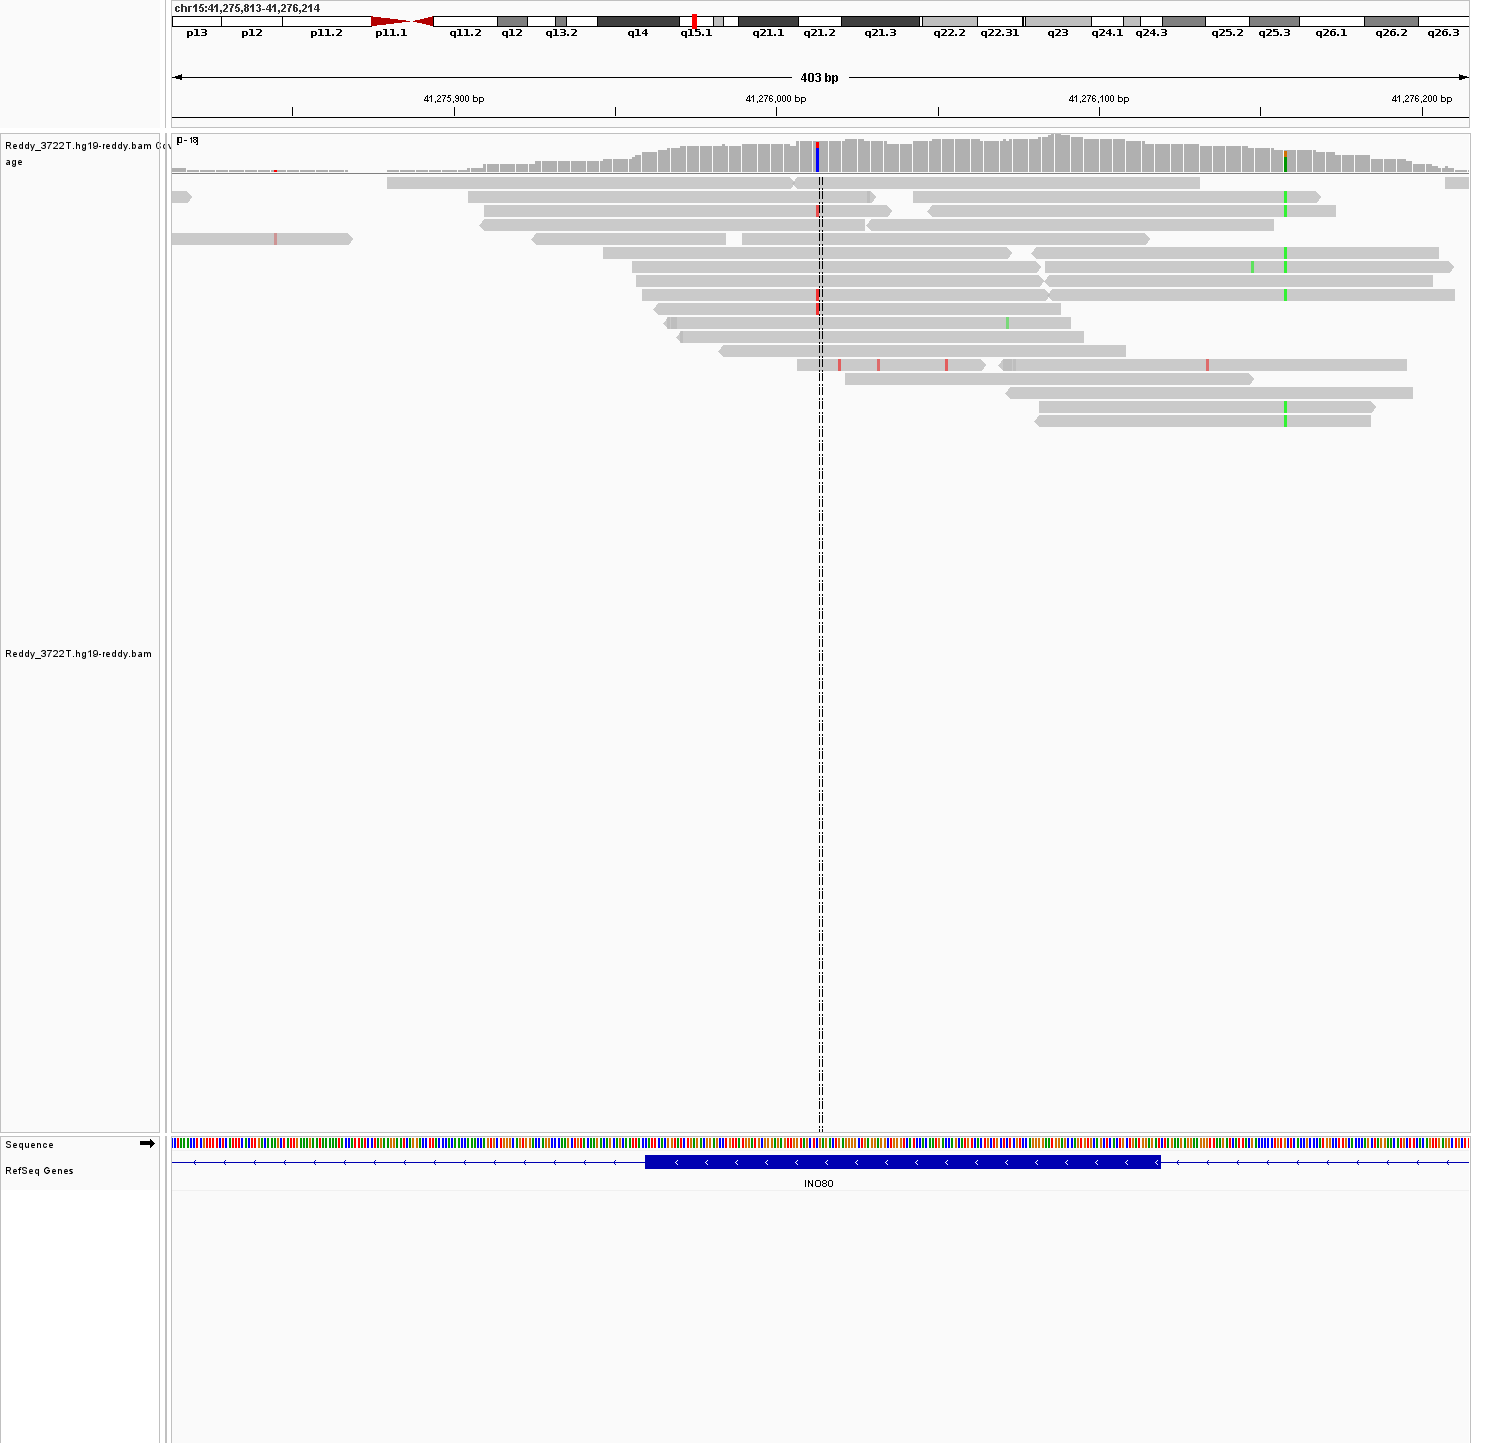 chr15:41,275,813-41,276,214
p13 p12 p11.2 p11.1 q11.2 q12 q13.2 q14 q15.1 q21.1 q21.2 q21.3 q22.2 q22.31 q23 q24.1 q24.3 q25.2 q25.3 q26.1 q26.2 q26.3
403 bp
41,275,900 bp 41,276,000 bp 41,276,100 bp 41,276,200 bp
Reddy_3722T.hg19-reddy.bam Cov
age
[0 - 18]
Reddy_3722T.hg19-reddy.bam
Sequence
RefSeq Genes
INO80